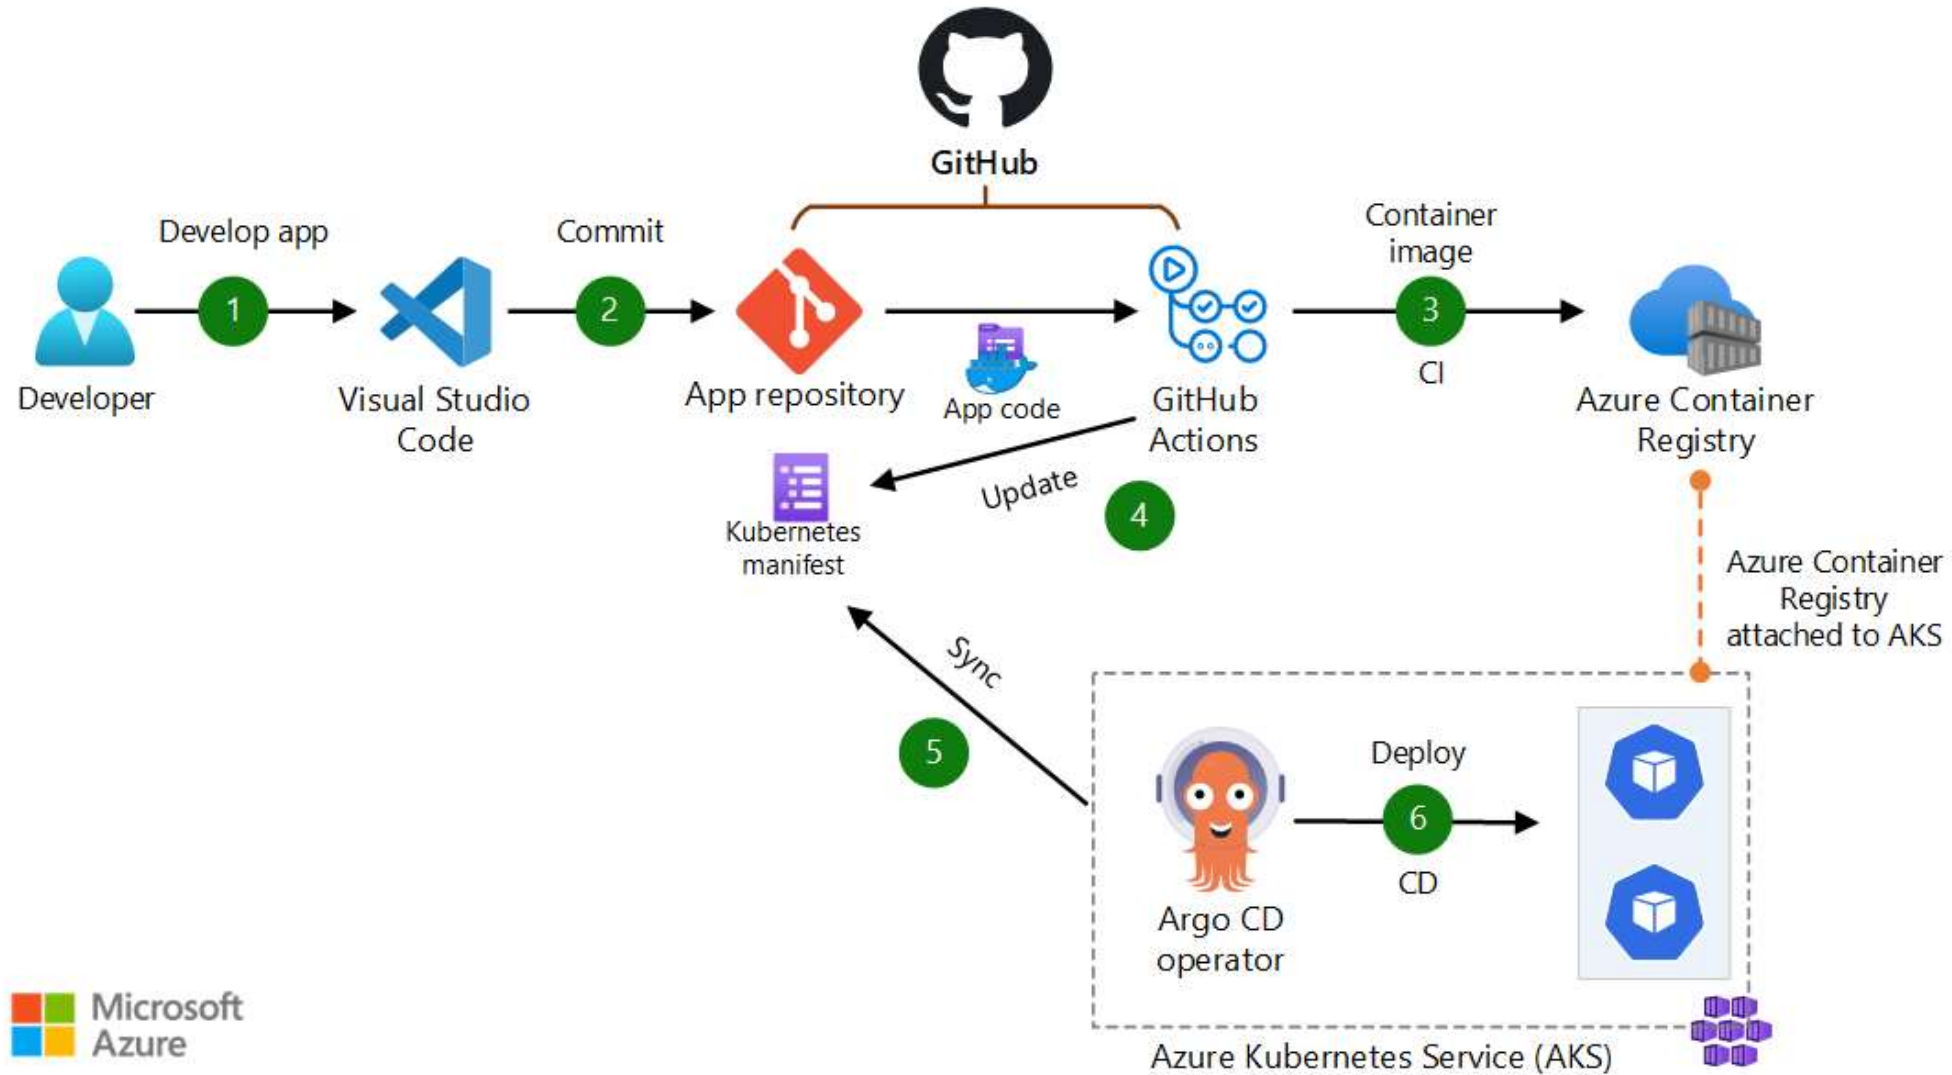 GitHub
Develop app
Commit
Container
image
1
2
3
CI
Developer
Visual Studio
Code
App repository
App code
GitHub
Actions
Azure Container
Registry
Update
4
Kubernetes
manifest
Azure Container
Registry
attached to AKS
Sync
5
Deploy
6
CD
Argo CD
operator
Microsoft
Azure
Azure Kubernetes Service (AKS)